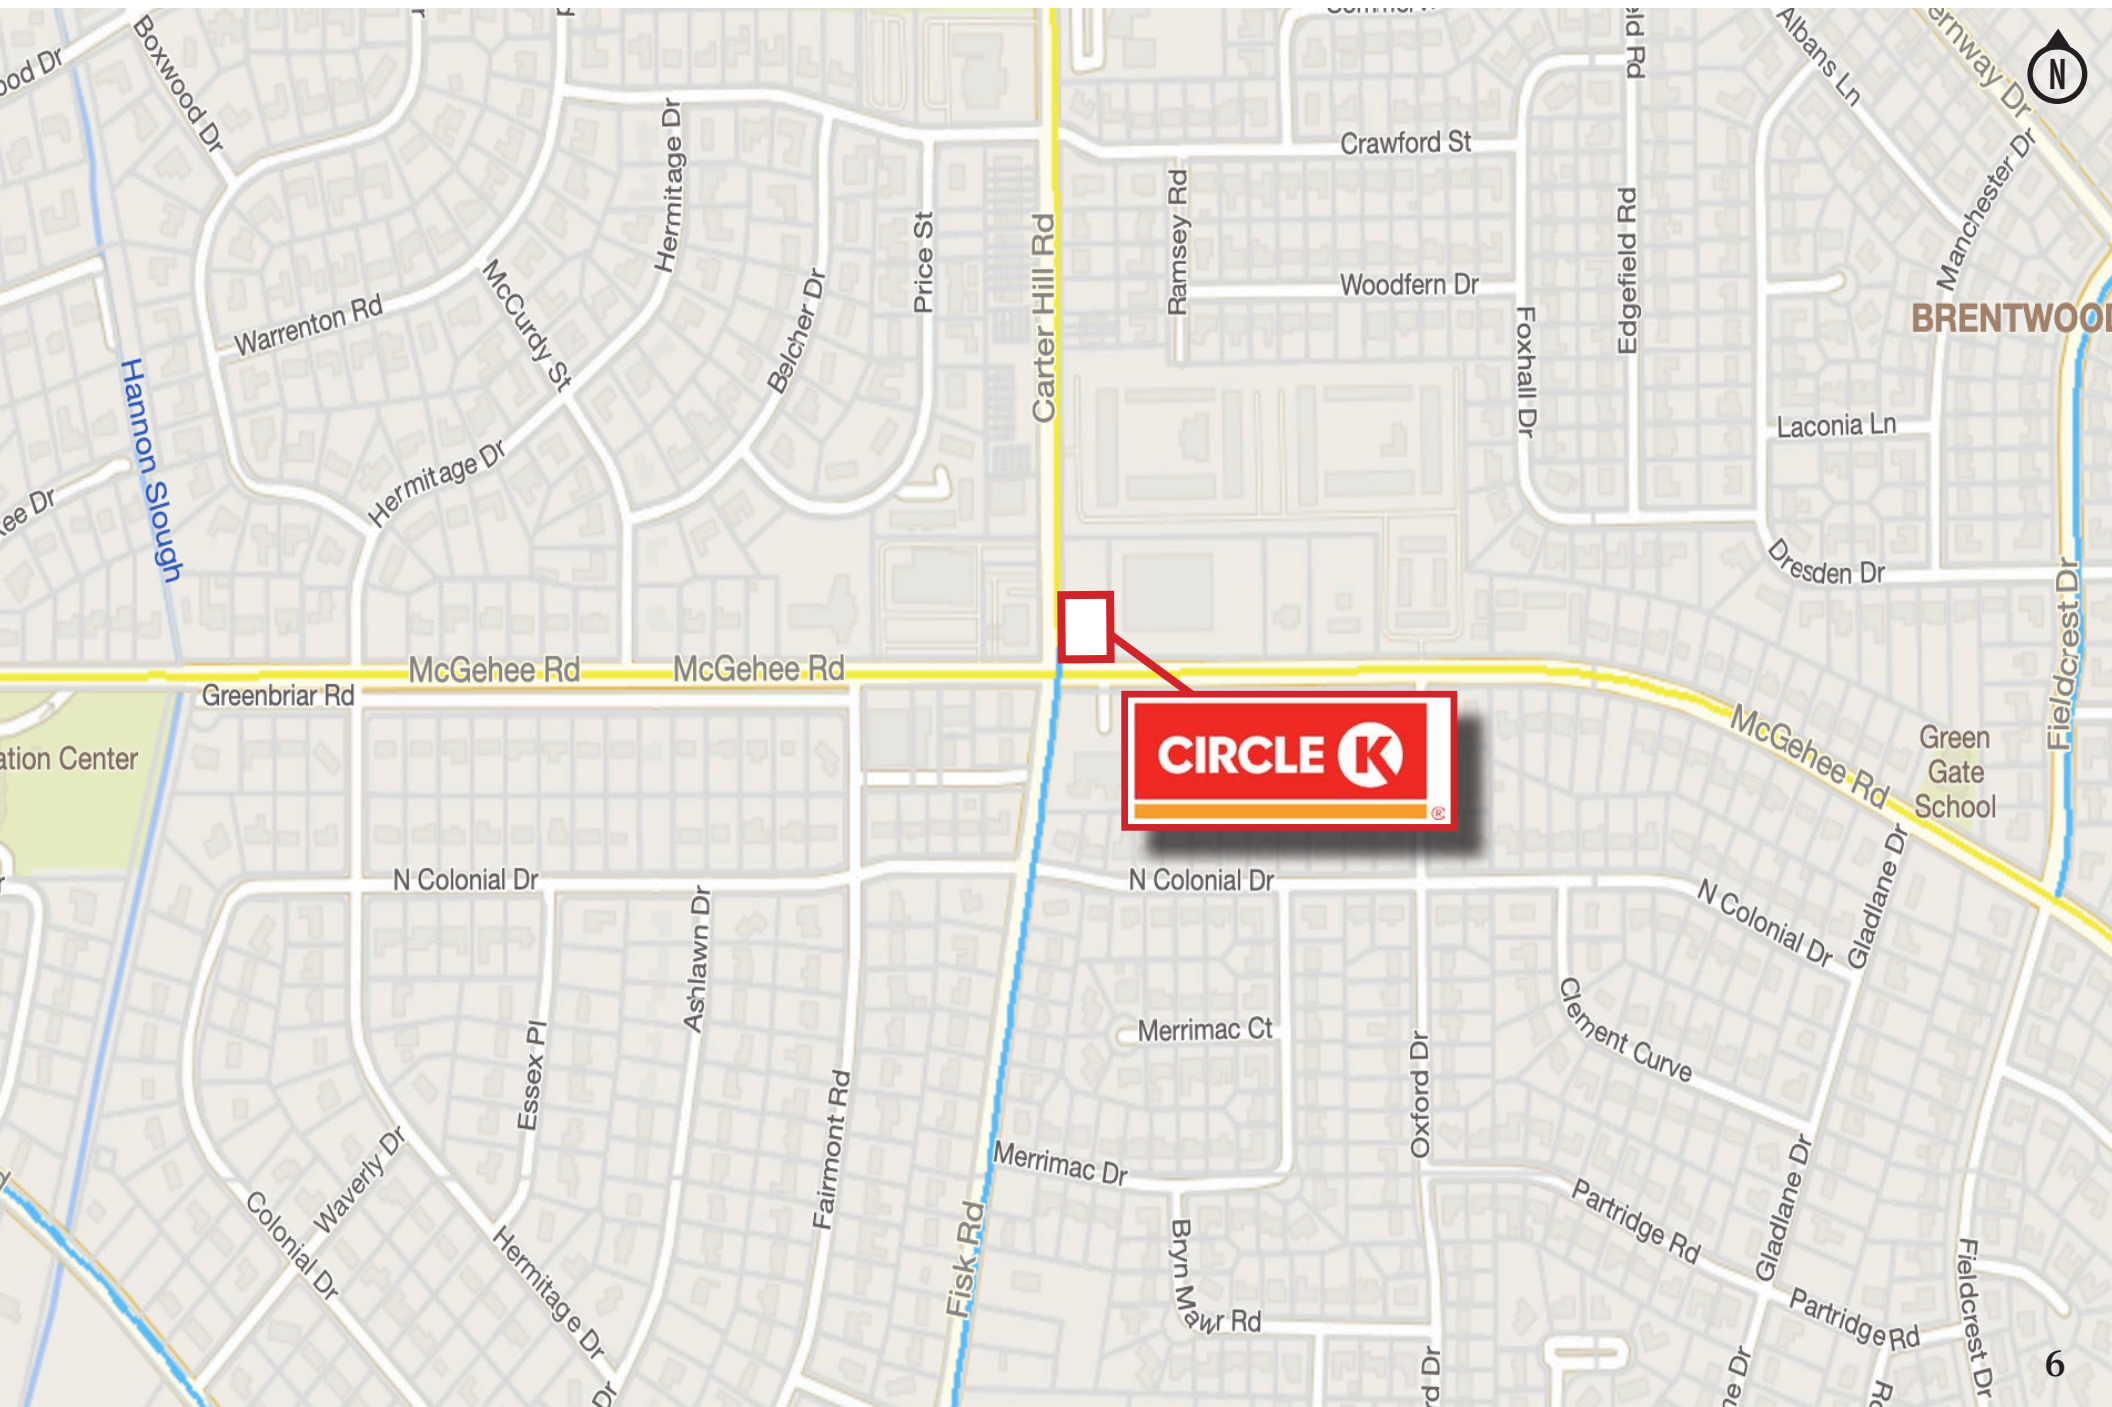 Boxwood Dr
Albans Ln
N
Crawford St
Hermitage Dr
Manchester Dr
Ramsey Rd
Price St
Carter Hill Rd
Edgefield Rd
Woodfern Dr
Warrenton Rd
McCurdy St
Belcher Dr
BRENTWOOD
Foxhall Dr
Hannon Slough
Laconia Ln
Hermitage Dr
Dresden Dr
Fieldcrest Dr
McGehee Rd
McGehee Rd
Greenbriar Rd
McGehee Rd
Green
Gate
School
ation Center
CIRCLE K
®
N Colonial Dr
N Colonial Dr
N Colonial Dr
Gladlane Dr
Ashlawn Dr
Essex Pl
Clement Curve
Merrimac Ct
Oxford Dr
Fairmont Rd
Waverly Dr
Merrimac Dr
Gladlane Dr
Partridge Rd
Colonial Dr
Hermitage Dr
Fisk Rd
Bryn Mawr Rd
Partridge Rd
Fieldcrest Dr
6